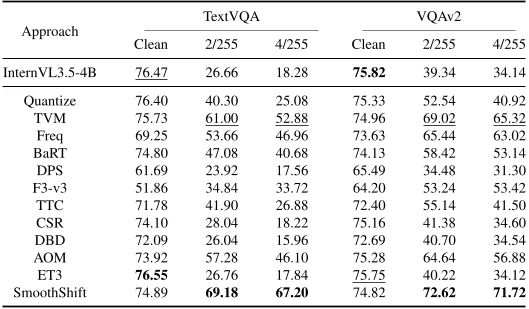 Approach TextVQA VQAv2
Clean 2/255 4/255 Clean 2/255 4/255
InternVL3.5-4B 76.47 26.66 18.28 75.82 39.34 34.14
Quantize 76.40 40.30 25.08 75.33 52.54 40.92
TVM 75.73 61.00 52.88 74.96 69.02 65.32
Freq 69.25 53.66 46.96 73.63 65.44 63.02
BaRT 74.80 47.08 40.68 74.13 58.42 53.14
DPS 61.69 23.92 17.56 65.49 34.48 31.30
F3-v3 51.86 34.84 33.72 64.20 53.24 53.42
TTC 71.78 41.90 26.88 72.40 55.14 41.50
CSR 74.10 28.04 18.22 75.16 41.38 34.60
DBD 72.09 26.04 15.96 72.69 40.70 34.54
AOM 73.92 57.28 46.10 75.28 64.64 56.88
ET3 76.55 26.76 17.84 75.75 40.22 34.12
SmoothShift 74.89 69.18 67.20 74.82 72.62 71.72